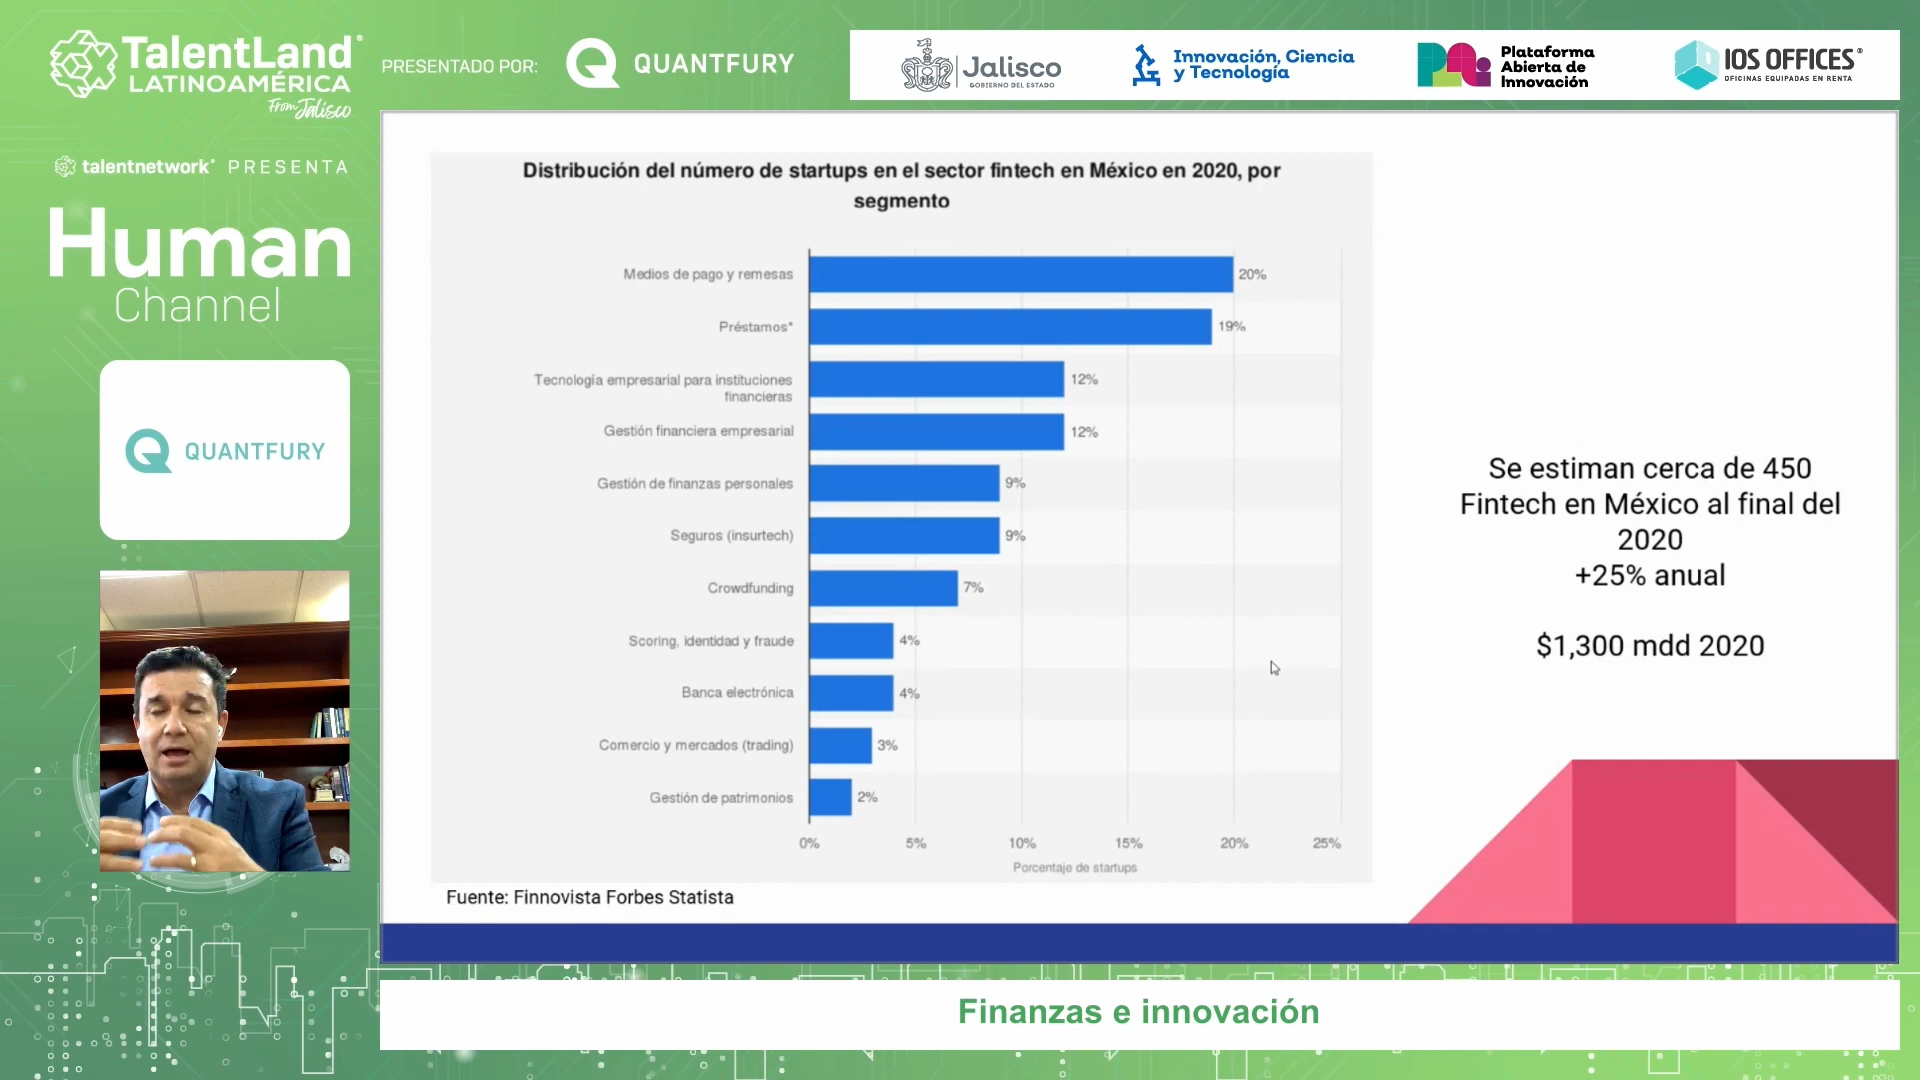 TalentLand®
LATINOAMÉRICA
From Jalisco
PRESENTADO POR:
QUANTFURY
Jalisco
GOBIERNO DEL ESTADO
Innovación, Ciencia
y Tecnología
Plataforma
Abierta de
Innovación
IOS OFFICES®
OFICINAS EQUIPADAS EN RENTA
talentnetwork® PRESENTA
Human
Channel
QUANTFURY
Distribución del número de startups en el sector fintech en México en 2020, por
segmento
Medios de pago y remesas 20%
Préstamos* 19%
Tecnología empresarial para instituciones
financieras 12%
Gestión financiera empresarial 12%
Gestión de finanzas personales 9%
Seguros (insurtech) 9%
Crowdfunding 7%
Scoring, identidad y fraude 4%
Banca electrónica 4%
Comercio y mercados (trading) 3%
Gestión de patrimonios 2%
0% 5% 10% 15% 20% 25%
Porcentaje de startups
Fuente: Finnovista Forbes Statista
Se estiman cerca de 450
Fintech en México al final del
2020
+25% anual
$1,300 mdd 2020
Finanzas e innovación